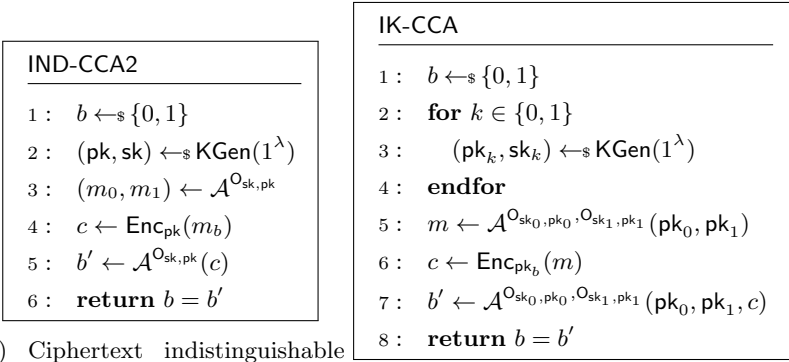 IND-CCA2
1 : b ←$ {0, 1}
2 : (pk, sk) ←$ KGen(1^λ)
3 : (m_0, m_1) ← 𝒜^{O_{sk,pk}}
4 : c ← Enc_{pk}(m_b)
5 : b′ ← 𝒜^{O_{sk,pk}}(c)
6 : return b = b′
) Ciphertext indistinguishable
IK-CCA
1 : b ←$ {0, 1}
2 : for k ∈ {0, 1}
3 : (pk_k, sk_k) ←$ KGen(1^λ)
4 : endfor
5 : m ← 𝒜^{O_{sk_0,pk_0},O_{sk_1,pk_1}}(pk_0, pk_1)
6 : c ← Enc_{pk_b}(m)
7 : b′ ← 𝒜^{O_{sk_0,pk_0},O_{sk_1,pk_1}}(pk_0, pk_1, c)
8 : return b = b′